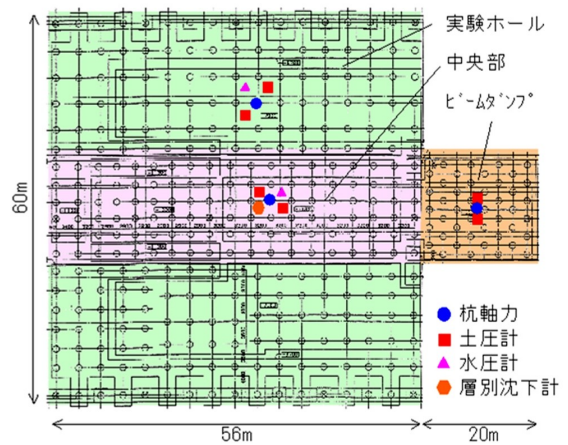 実験ホール
中央部
ﾋﾞｰﾑﾀﾞﾝﾌﾟ
60m
杭軸力
土圧計
水圧計
層別沈下計
56m
20m